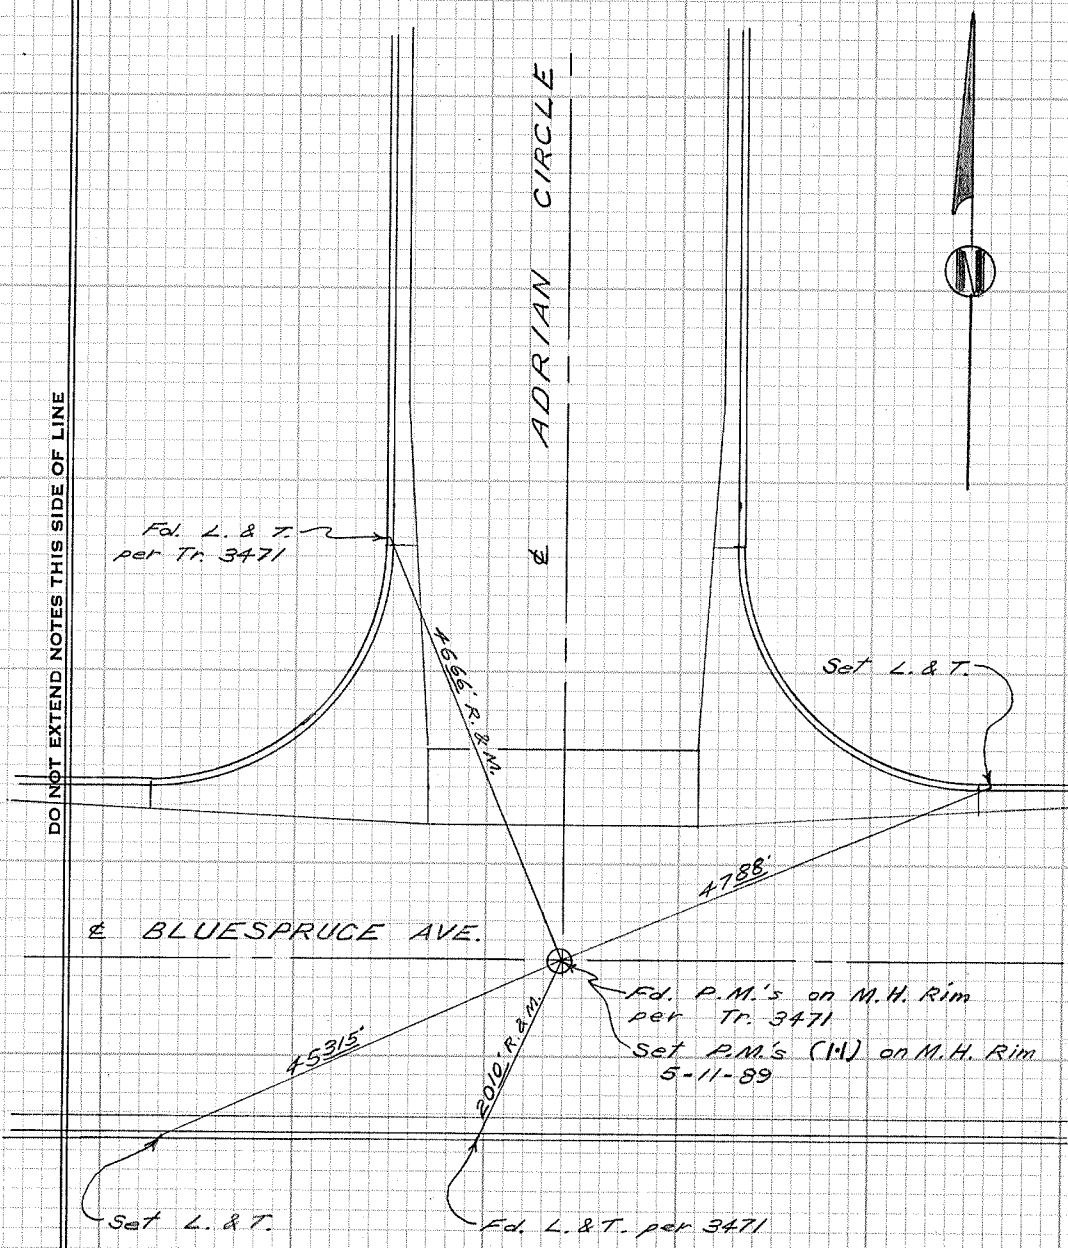 ℄ ADRIAN CIRCLE
N
DO NOT EXTEND NOTES THIS SIDE OF LINE
Fd. L. & T.
per Tr. 3471
46 66' R. & M.
Set L. & T.
47 88'
℄ BLUESPRUCE AVE.
Fd. P.M.'s on M.H. Rim
per Tr. 3471
Set P.M.'s (1·1) on M.H. Rim
5-11-89
45 315'
20 10' R. & M.
Set L. & T.
Fd. L. & T. per 3471